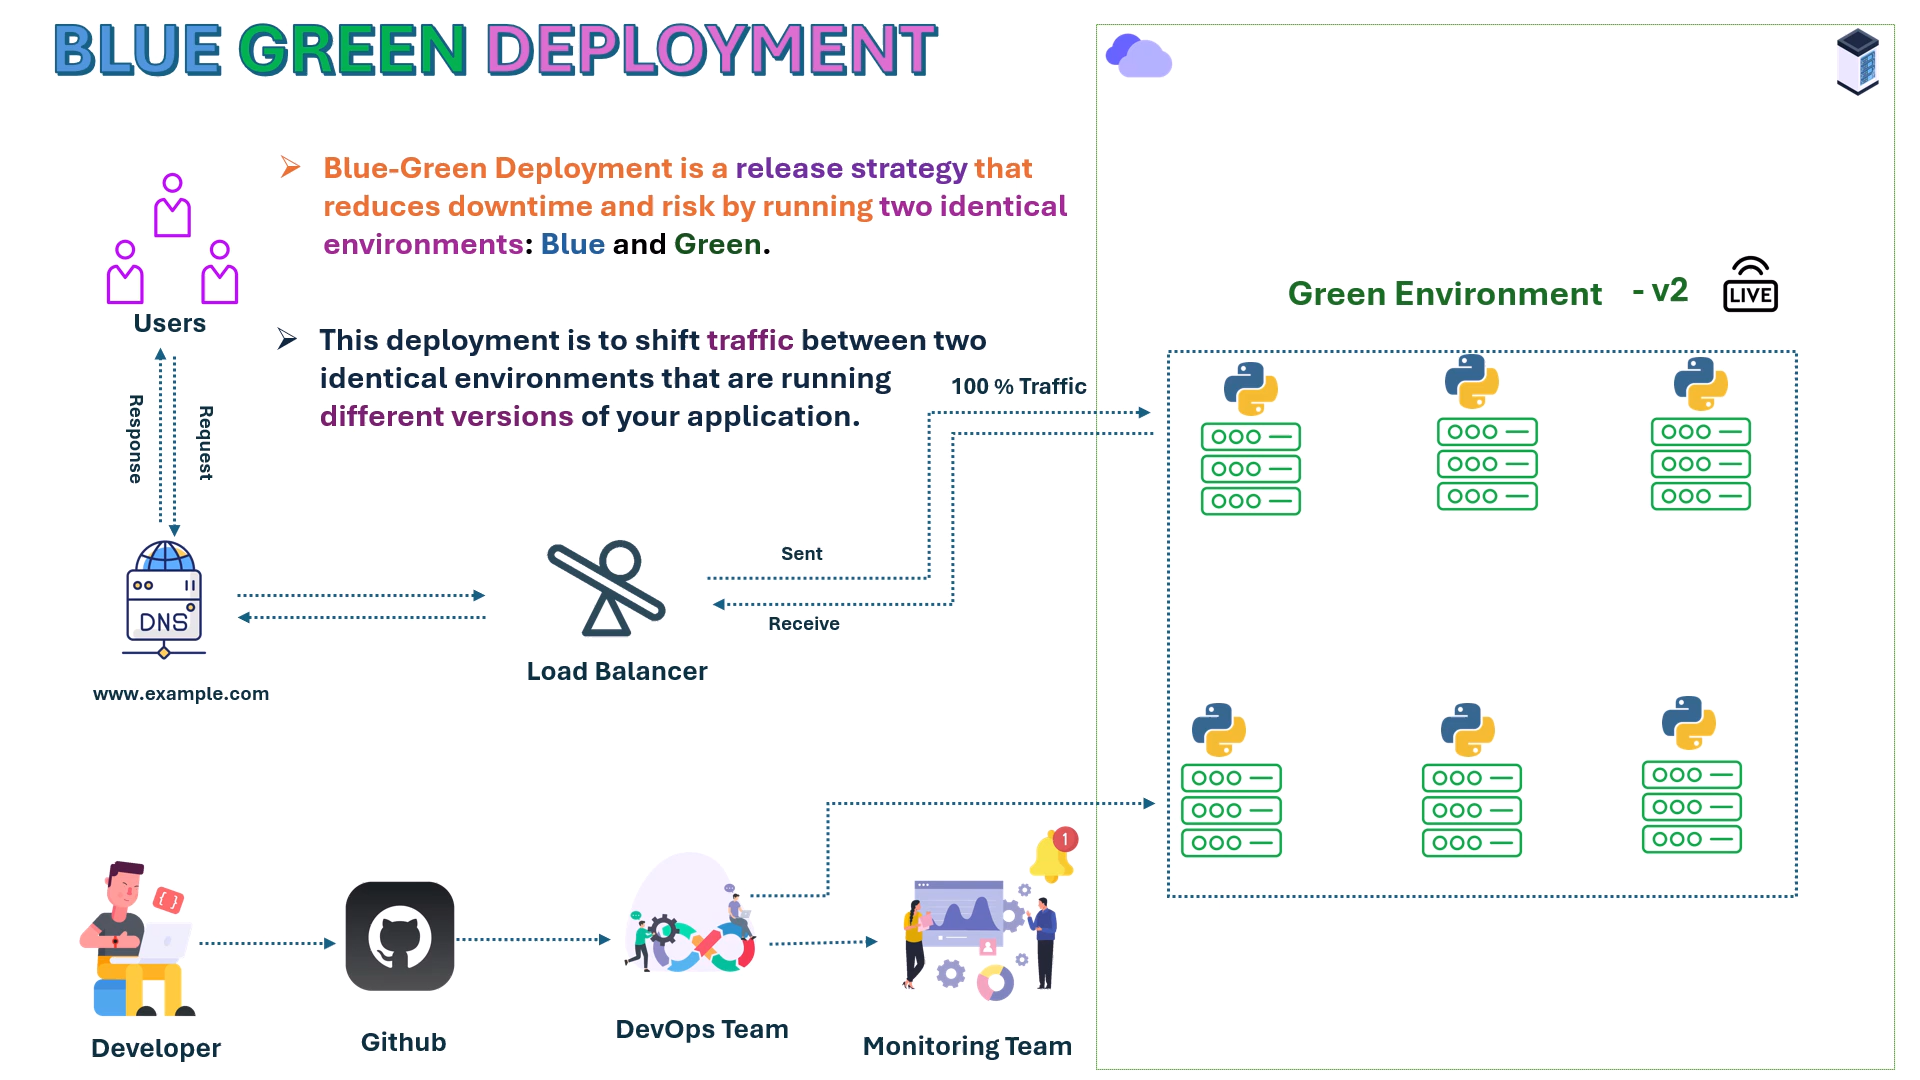 BLUE GREEN DEPLOYMENT
Blue-Green Deployment is a release strategy that
reduces downtime and risk by running two identical
environments: Blue and Green.
Users
This deployment is to shift traffic between two
identical environments that are running
different versions of your application.
Response
Request
100 % Traffic
Green Environment - v2
LIVE
DNS
www.example.com
Sent
Receive
Load Balancer
{ }
1
Developer
Github
DevOps Team
Monitoring Team